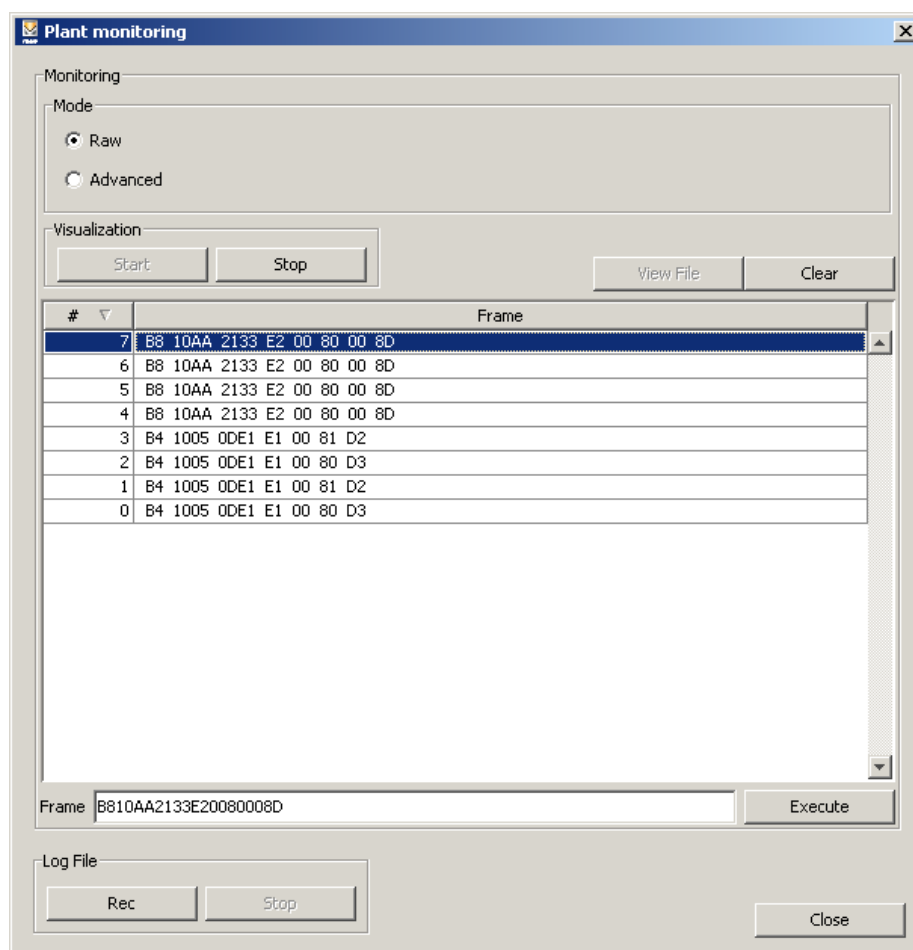 Plant monitoring
Monitoring
Mode
Raw
Advanced
Visualization
Start Stop View File Clear
# Frame
7 B8 10AA 2133 E2 00 80 00 8D
6 B8 10AA 2133 E2 00 80 00 8D
5 B8 10AA 2133 E2 00 80 00 8D
4 B8 10AA 2133 E2 00 80 00 8D
3 B4 1005 0DE1 E1 00 81 D2
2 B4 1005 0DE1 E1 00 80 D3
1 B4 1005 0DE1 E1 00 81 D2
0 B4 1005 0DE1 E1 00 80 D3
Frame B810AA2133E20080008D Execute
Log File
Rec Stop
Close